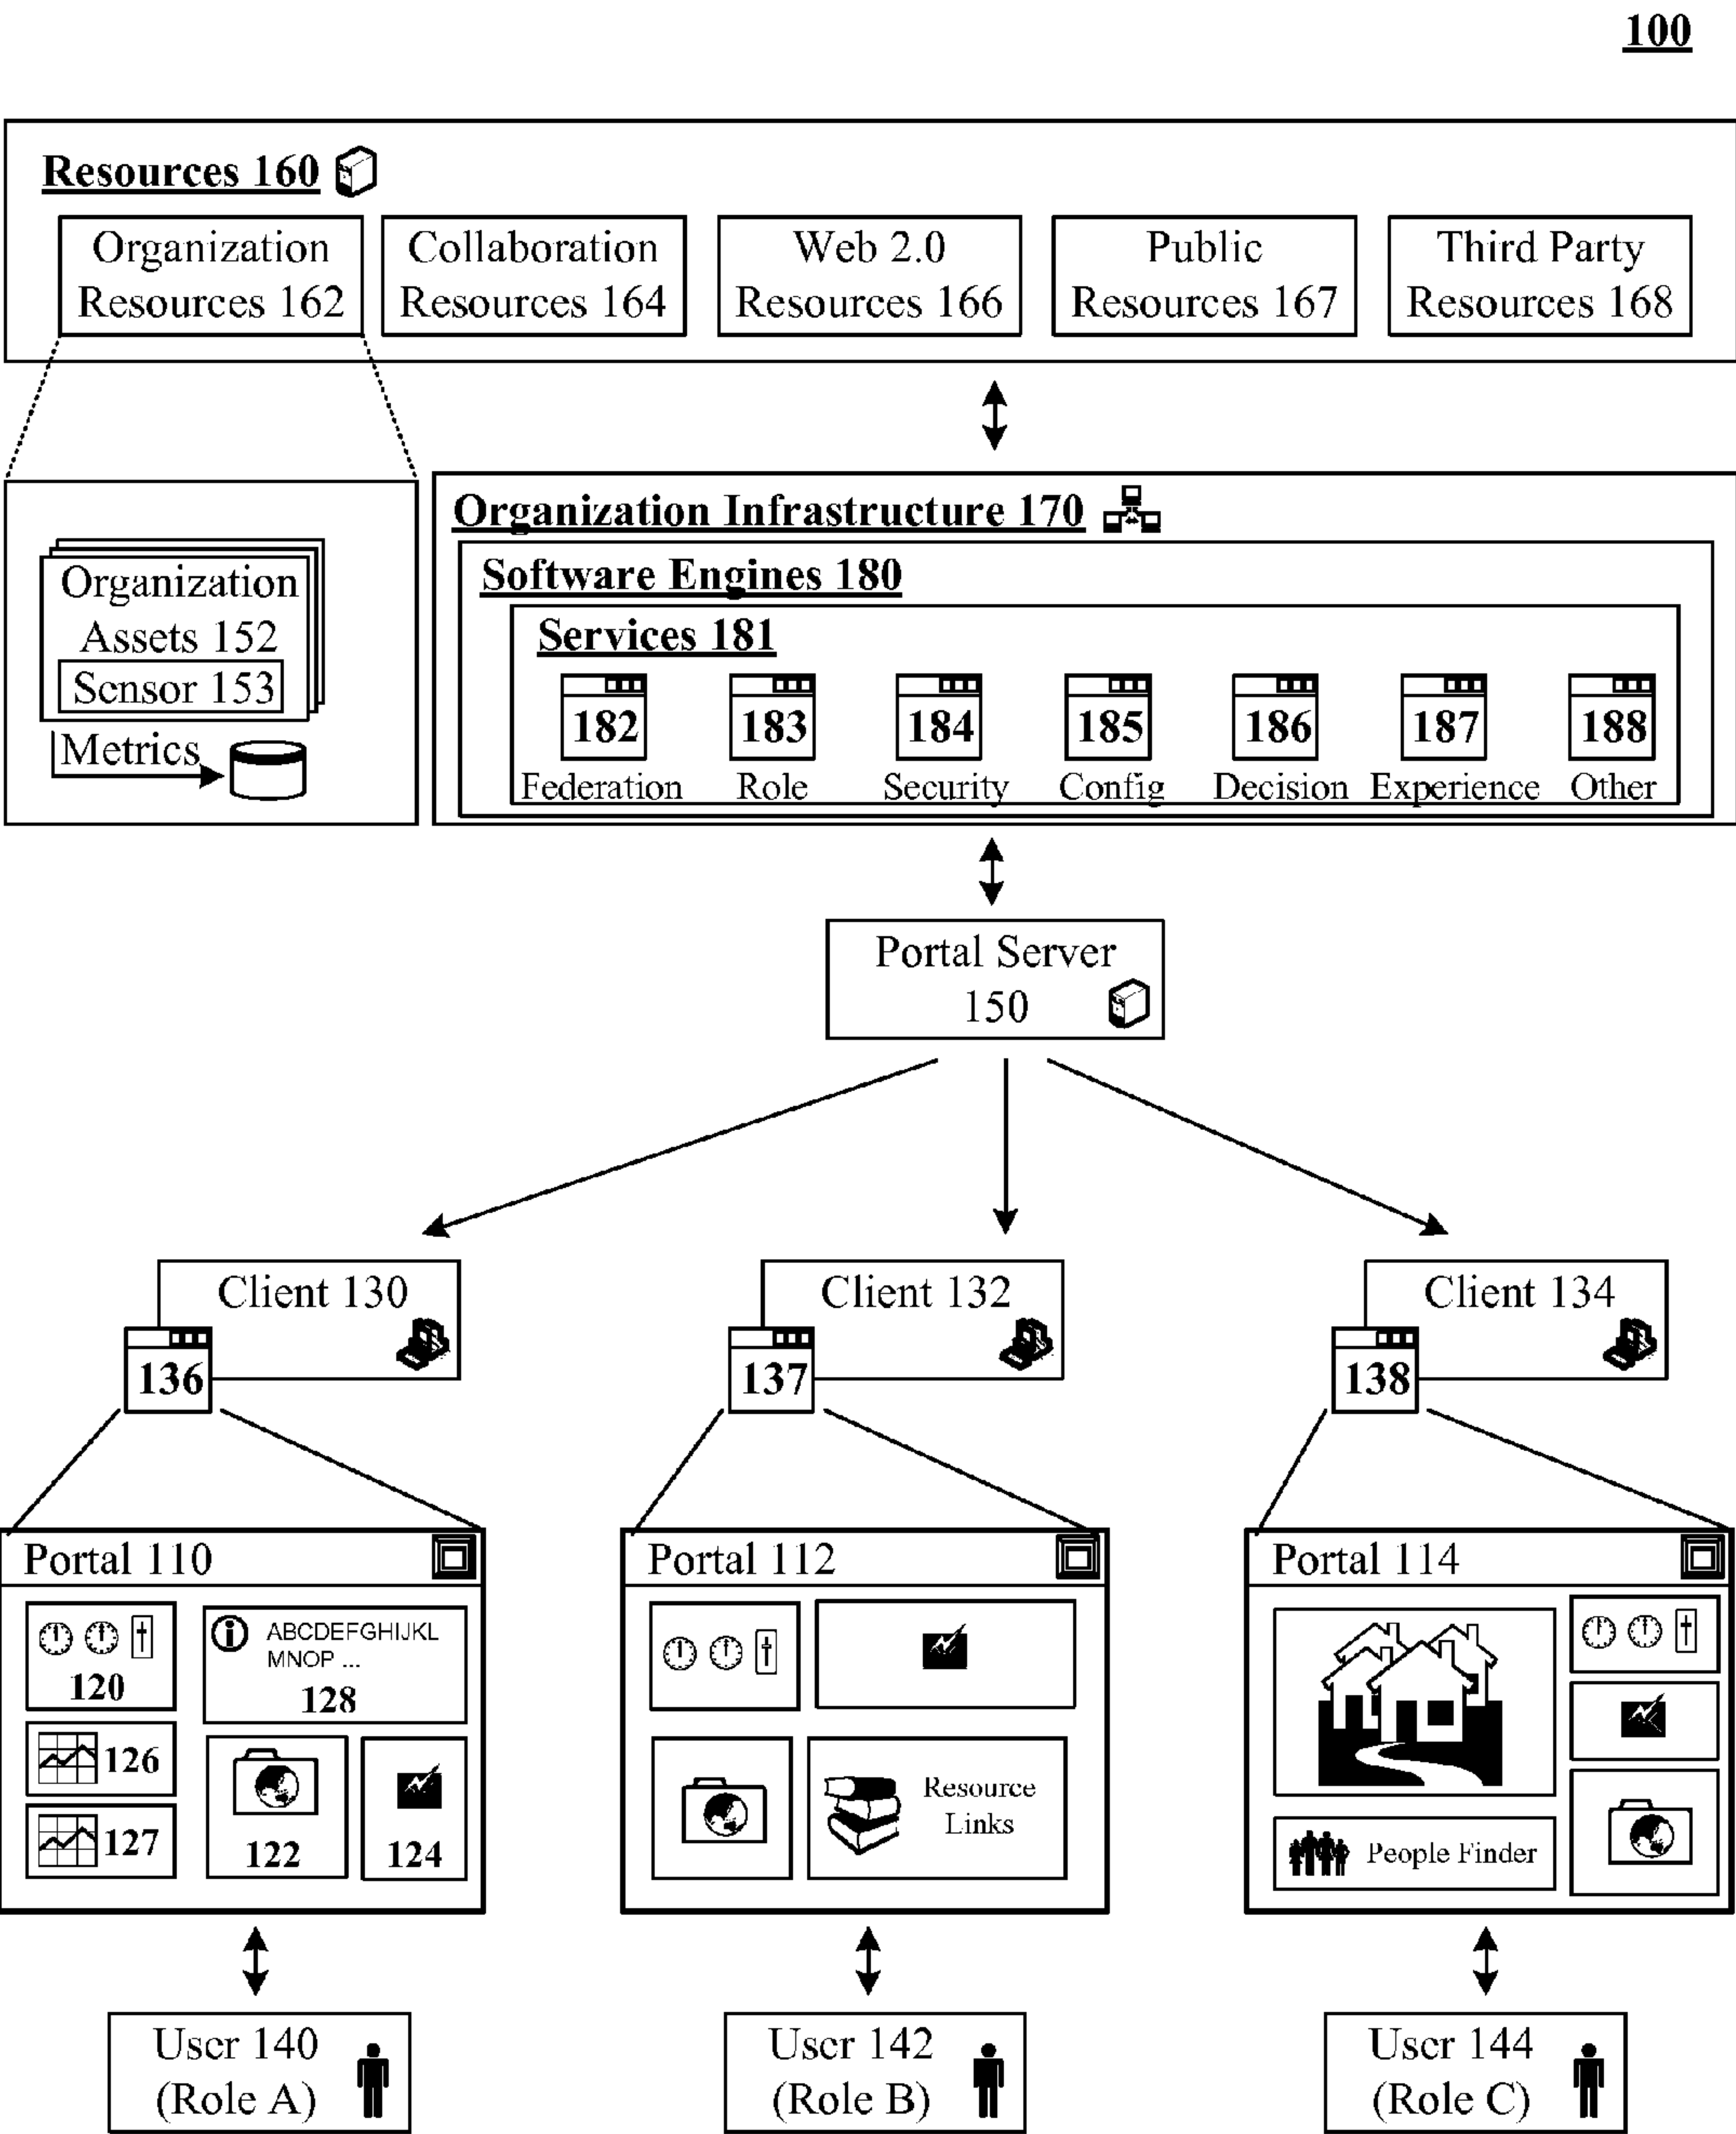 100
Resources 160
Organization
Resources 162
Collaboration
Resources 164
Web 2.0
Resources 166
Public
Resources 167
Third Party
Resources 168
Organization
Assets 152
Sensor 153
Metrics
Organization Infrastructure 170
Software Engines 180
Services 181
182 183 184 185 186 187 188
Federation Role Security Config Decision Experience Other
Portal Server
150
Client 130
136
Client 132
137
Client 134
138
Portal 110
120
ABCDEFGHIJKL
MNOP ...
128
126
127
122
124
Portal 112
Resource
Links
Portal 114
People Finder
User 140
(Role A)
User 142
(Role B)
User 144
(Role C)